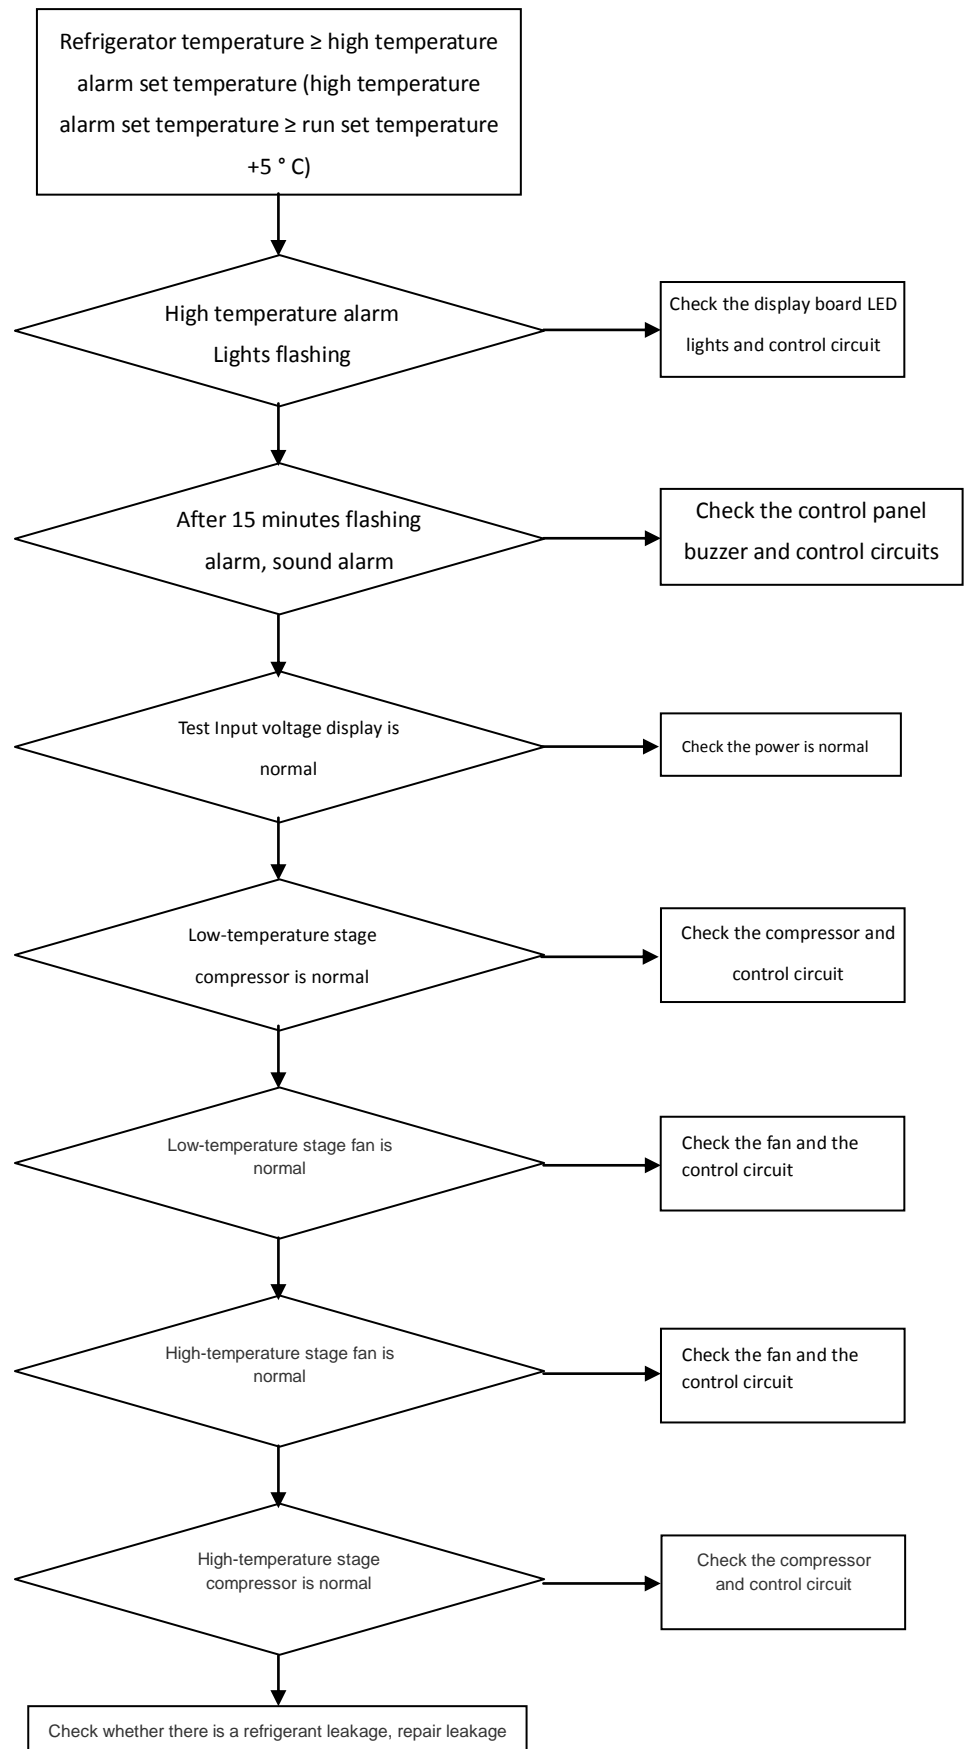 Refrigerator temperature ≥ high temperature
alarm set temperature (high temperature
alarm set temperature ≥ run set temperature
+5 ° C)
High temperature alarm
Lights flashing
Check the display board LED
lights and control circuit
After 15 minutes flashing
alarm, sound alarm
Check the control panel
buzzer and control circuits
Test Input voltage display is
normal
Check the power is normal
Low-temperature stage
compressor is normal
Check the compressor and
control circuit
Low-temperature stage fan is
normal
Check the fan and the
control circuit
High-temperature stage fan is
normal
Check the fan and the
control circuit
High-temperature stage
compressor is normal
Check the compressor
and control circuit
Check whether there is a refrigerant leakage, repair leakage